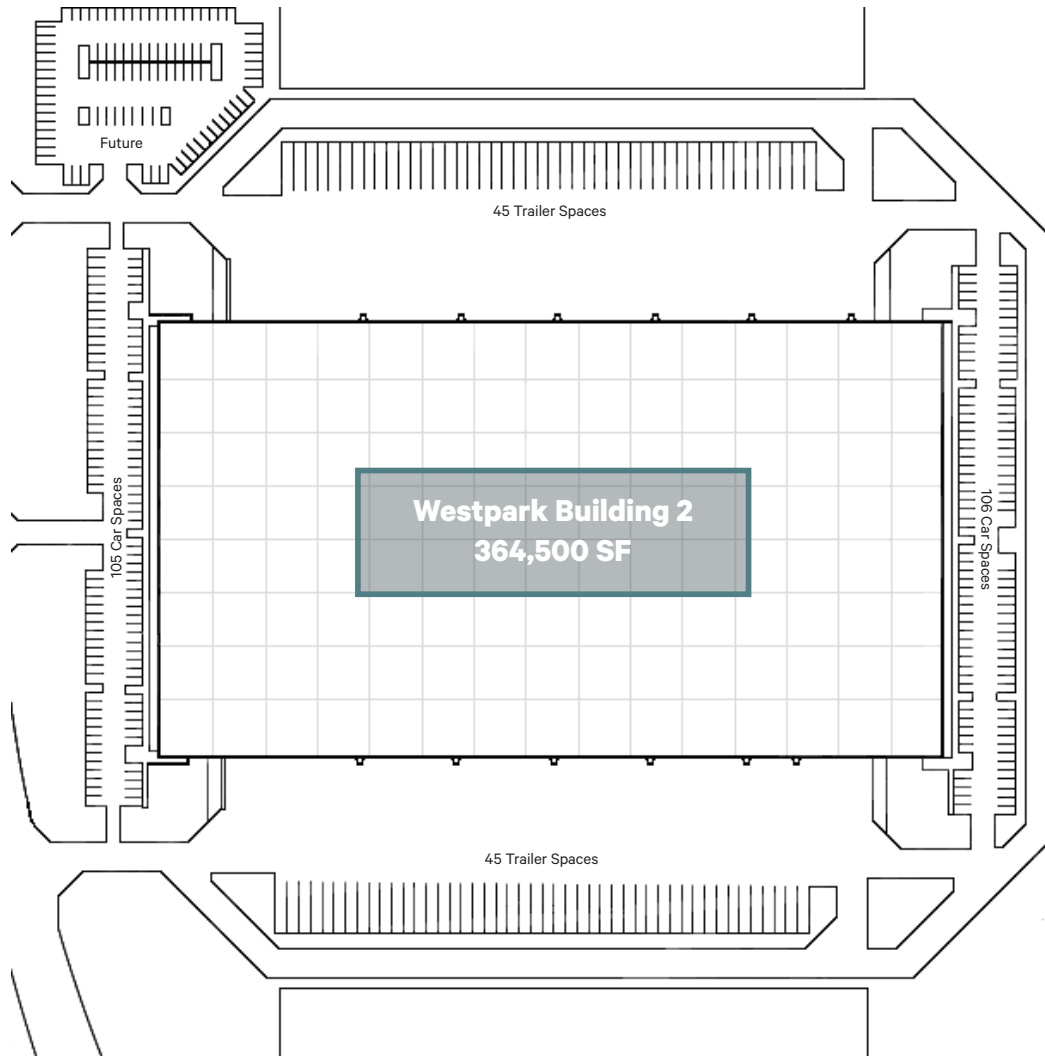 Future
45 Trailer Spaces
105 Car Spaces
Westpark Building 2
364,500 SF
106 Car Spaces
45 Trailer Spaces